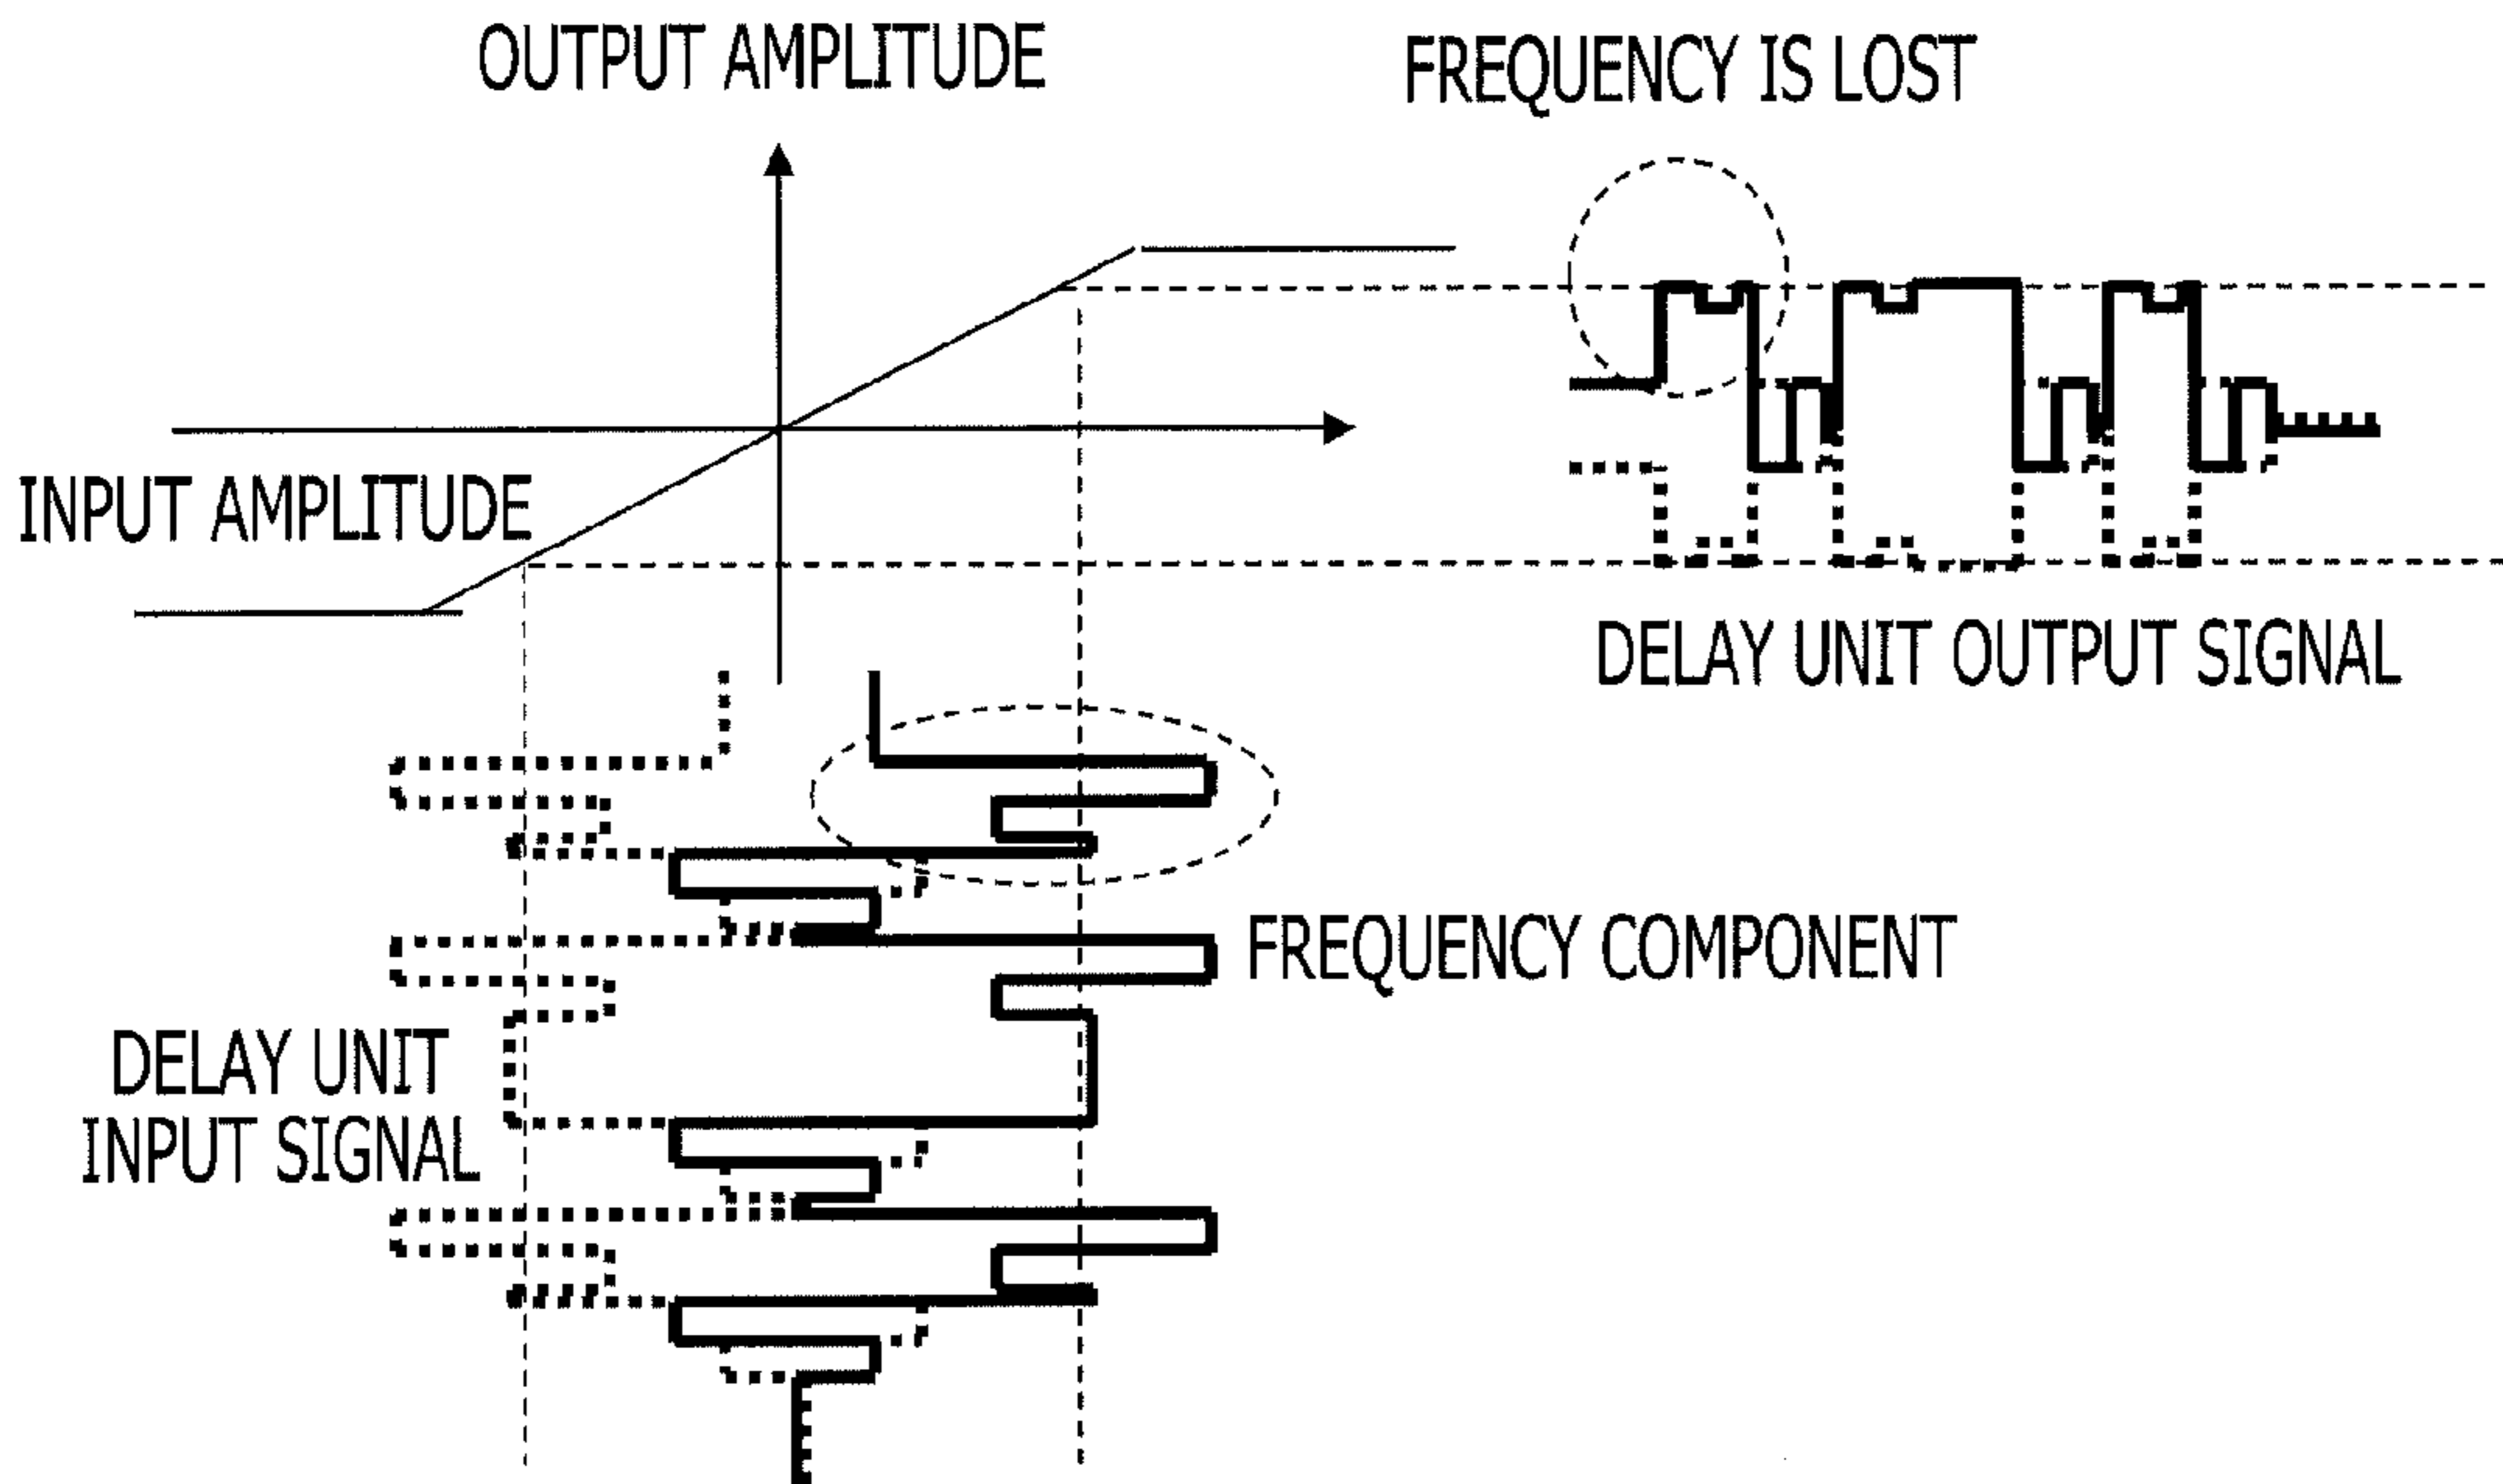 OUTPUT AMPLITUDE
FREQUENCY IS LOST
INPUT AMPLITUDE
DELAY UNIT OUTPUT SIGNAL
FREQUENCY COMPONENT
DELAY UNIT
INPUT SIGNAL